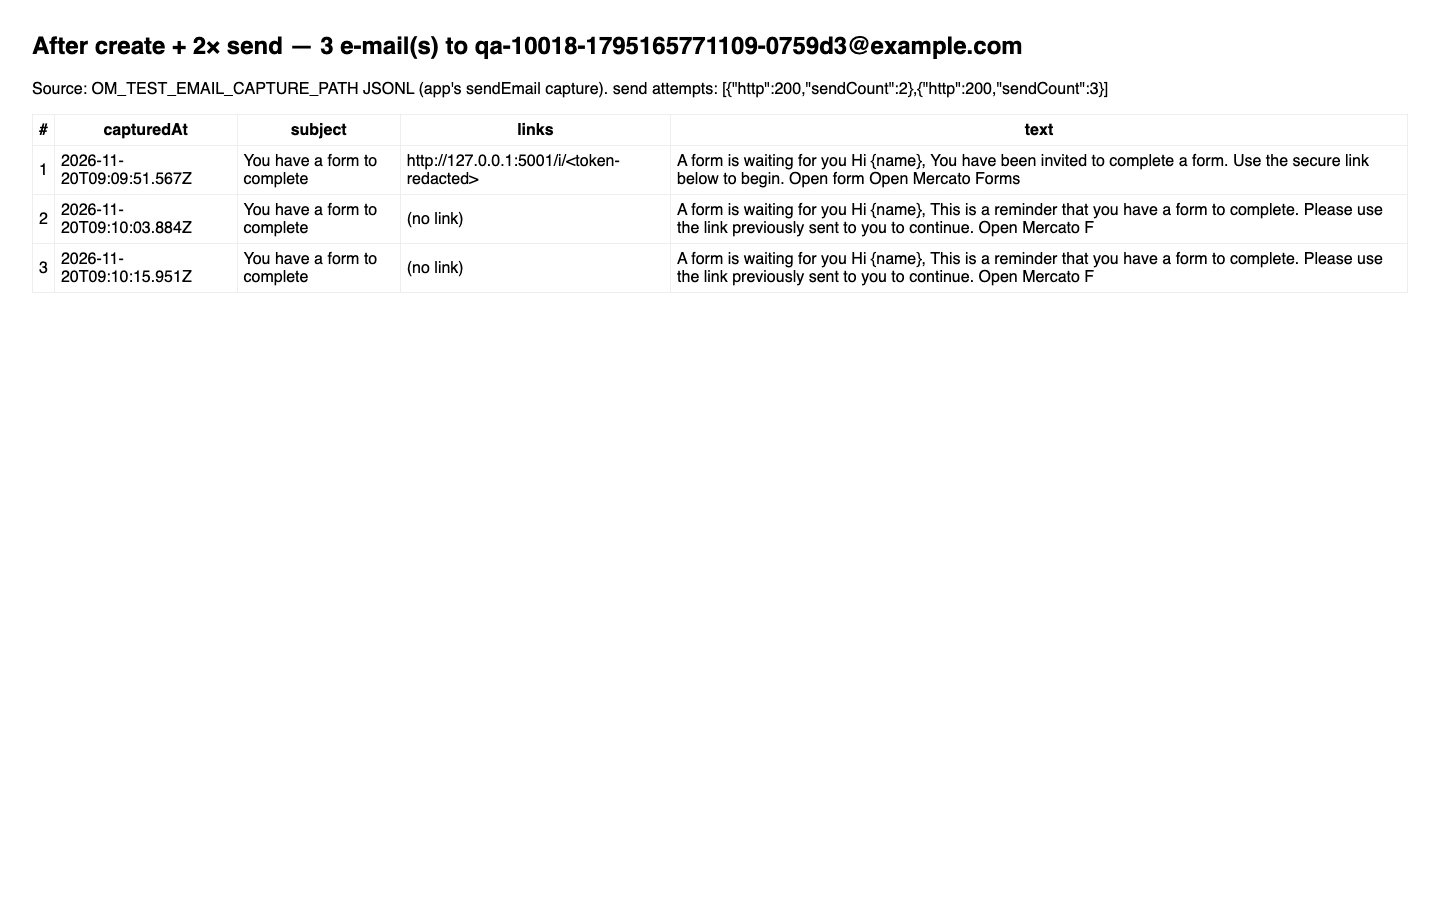 After create + 2× send — 3 e-mail(s) to qa-10018-1795165771109-0759d3@example.com
Source: OM_TEST_EMAIL_CAPTURE_PATH JSONL (app's sendEmail capture). send attempts: [{"http":200,"sendCount":2},{"http":200,"sendCount":3}]
# capturedAt subject links text
1 2026-11-20T09:09:51.567Z You have a form to complete http://127.0.0.1:5001/i/<token-redacted> A form is waiting for you Hi {name}, You have been invited to complete a form. Use the secure link below to begin. Open form Open Mercato Forms
2 2026-11-20T09:10:03.884Z You have a form to complete (no link) A form is waiting for you Hi {name}, This is a reminder that you have a form to complete. Please use the link previously sent to you to continue. Open Mercato F
3 2026-11-20T09:10:15.951Z You have a form to complete (no link) A form is waiting for you Hi {name}, This is a reminder that you have a form to complete. Please use the link previously sent to you to continue. Open Mercato F